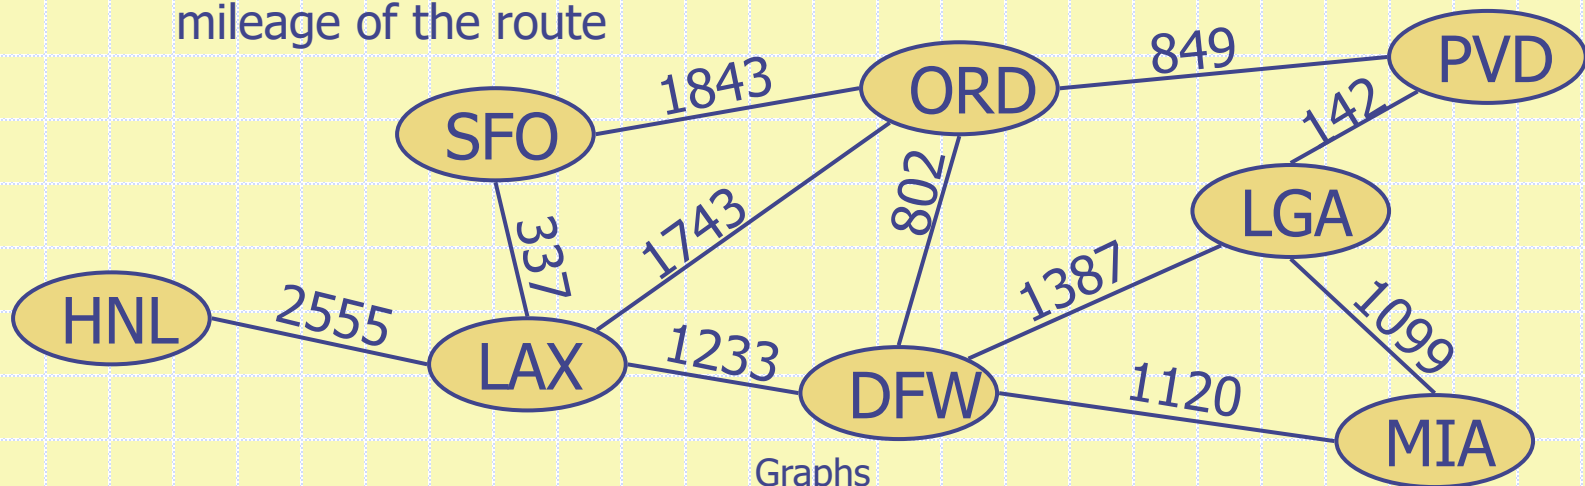 mileage of the route
849
PVD
1843
ORD
142
SFO
802
LGA
1743
337
1387
HNL
2555
1099
LAX
1233
DFW
1120
MIA
Graphs